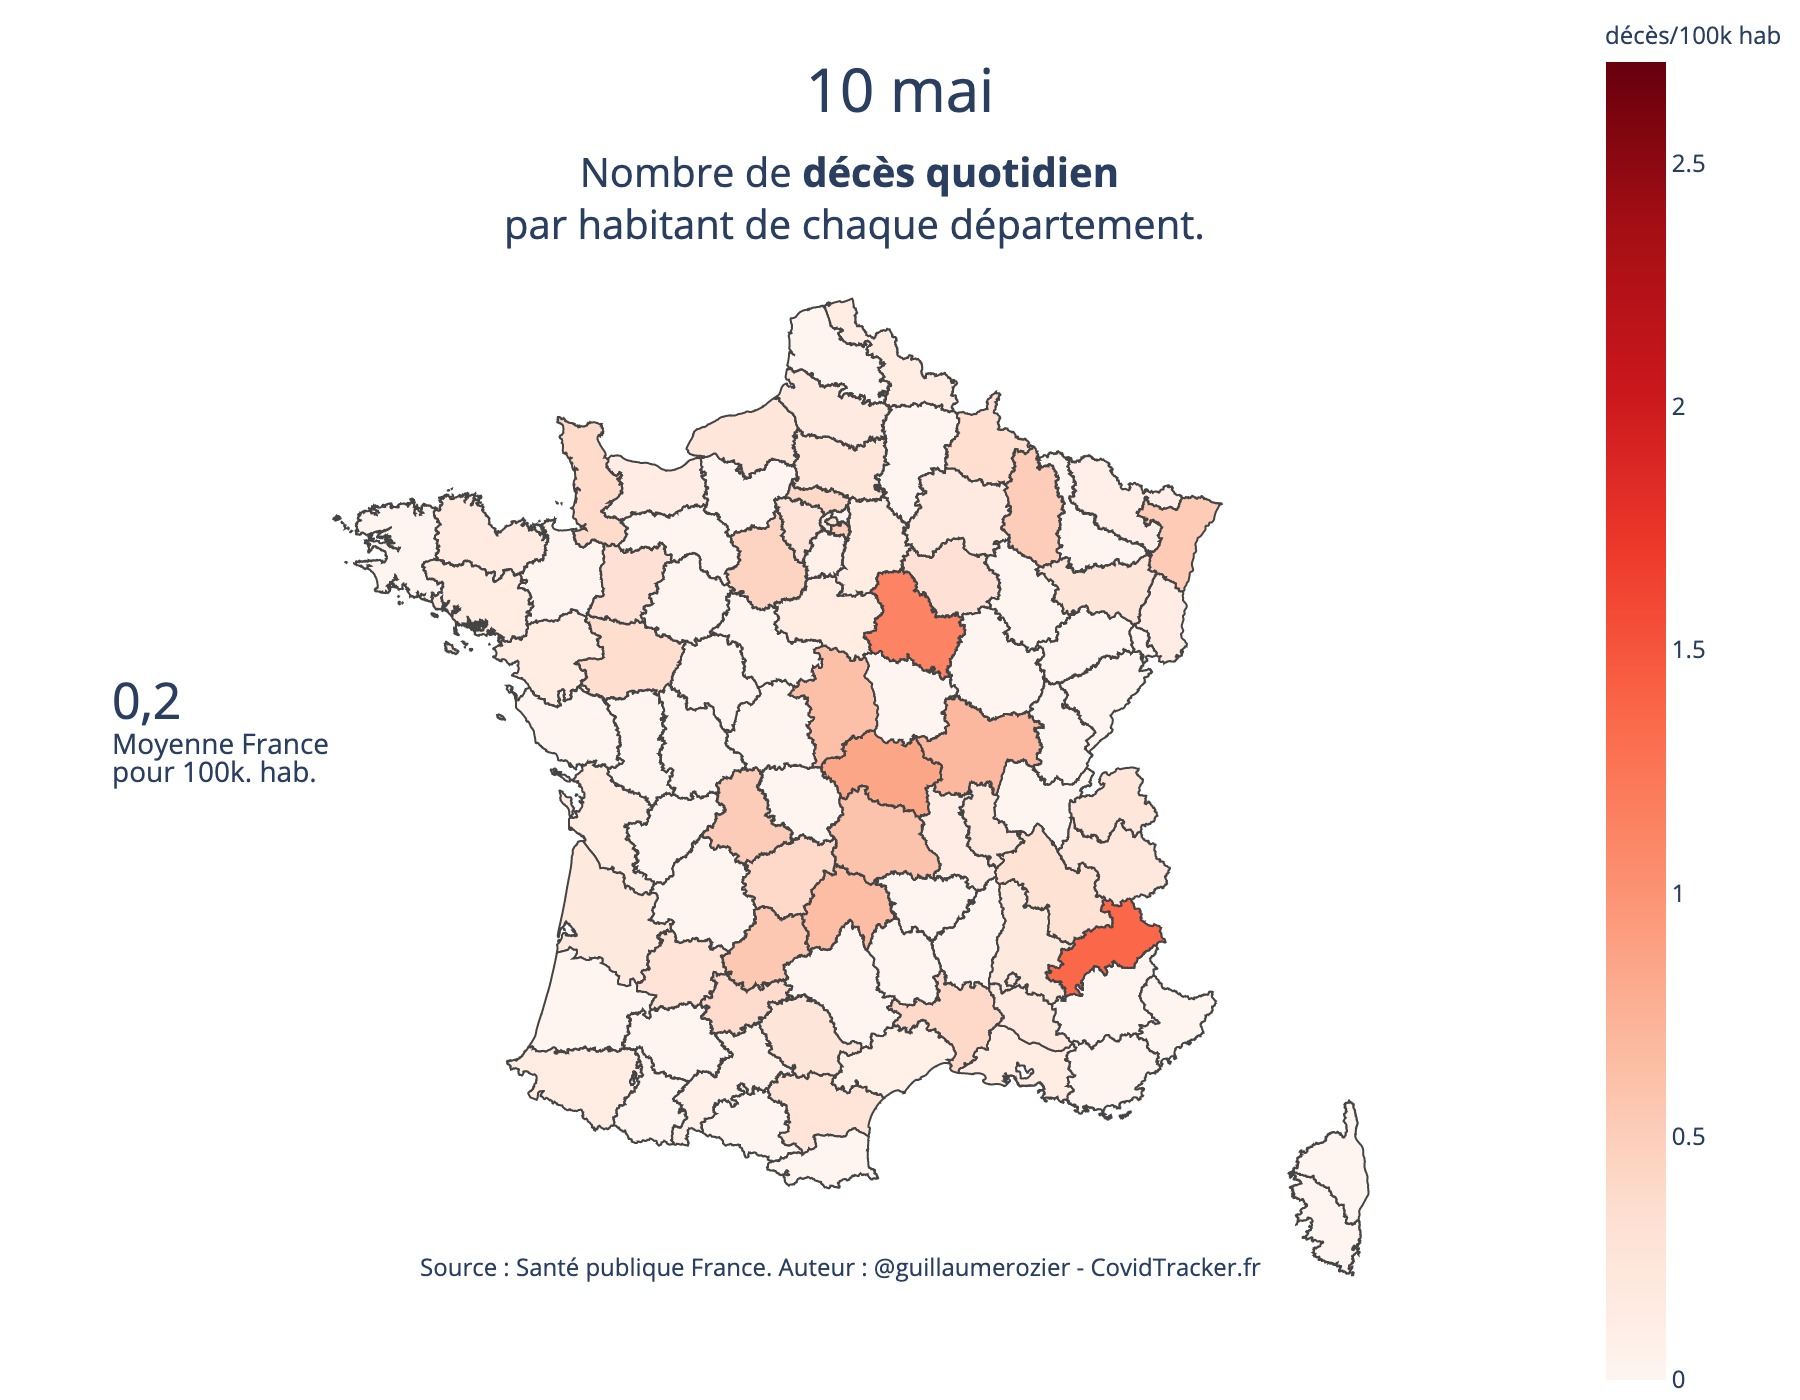 10 mai
Nombre de décès quotidien
par habitant de chaque département.
décès/100k hab
2.5
2
1.5
1
0.5
0
0,2
Moyenne France
pour 100k. hab.
Source : Santé publique France. Auteur : @guillaumerozier - CovidTracker.fr